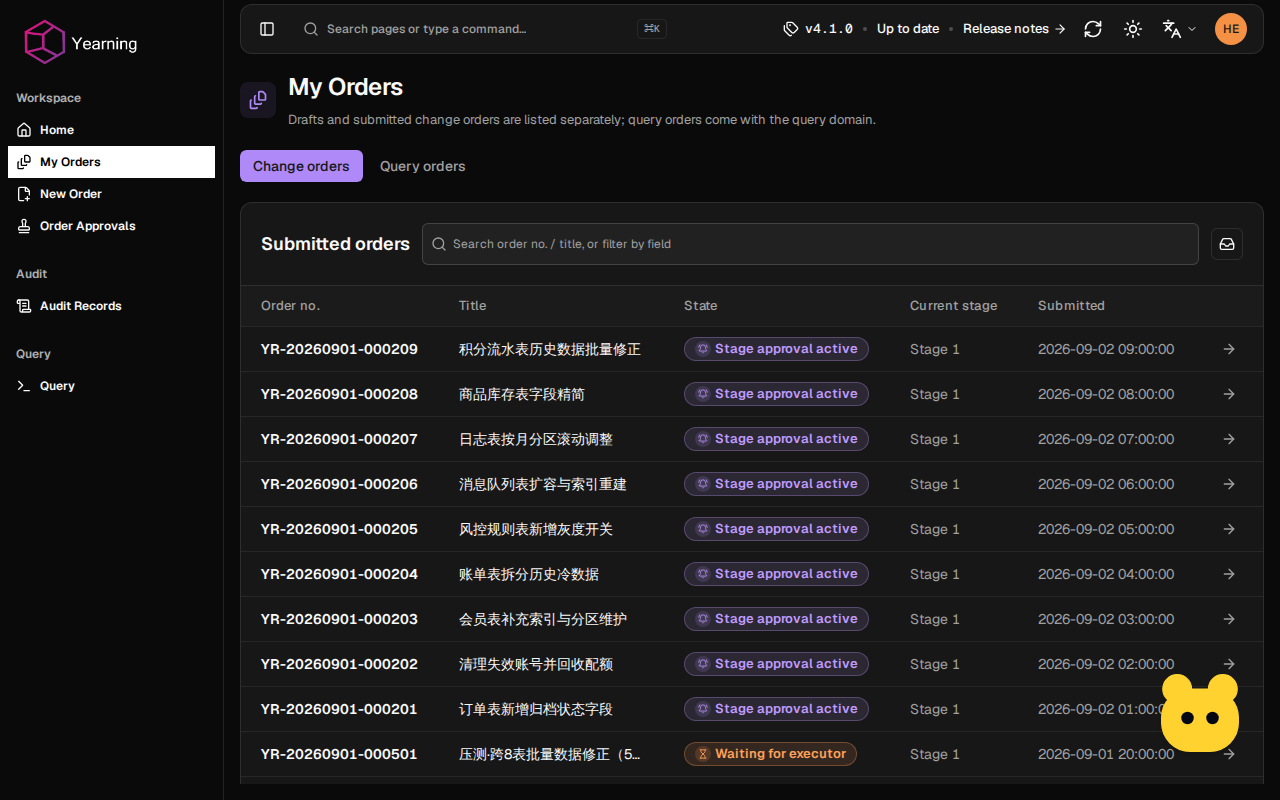 Yearning
Search pages or type a command...
⌘K
v4.1.0
Up to date
Release notes
HE
Workspace
Home
My Orders
New Order
Order Approvals
Audit
Audit Records
Query
Query
My Orders
Drafts and submitted change orders are listed separately; query orders come with the query domain.
Change orders
Query orders
Submitted orders
Search order no. / title, or filter by field
Order no. Title State Current stage Submitted
YR-20260901-000209 积分流水表历史数据批量修正 Stage approval active Stage 1 2026-09-02 09:00:00
YR-20260901-000208 商品库存表字段精简 Stage approval active Stage 1 2026-09-02 08:00:00
YR-20260901-000207 日志表按月分区滚动调整 Stage approval active Stage 1 2026-09-02 07:00:00
YR-20260901-000206 消息队列表扩容与索引重建 Stage approval active Stage 1 2026-09-02 06:00:00
YR-20260901-000205 风控规则表新增灰度开关 Stage approval active Stage 1 2026-09-02 05:00:00
YR-20260901-000204 账单表拆分历史冷数据 Stage approval active Stage 1 2026-09-02 04:00:00
YR-20260901-000203 会员表补充索引与分区维护 Stage approval active Stage 1 2026-09-02 03:00:00
YR-20260901-000202 清理失效账号并回收配额 Stage approval active Stage 1 2026-09-02 02:00:00
YR-20260901-000201 订单表新增归档状态字段 Stage approval active Stage 1 2026-09-02 01:00:
YR-20260901-000501 压测-跨8表批量数据修正（5... Waiting for executor Stage 1 2026-09-01 20:00:00